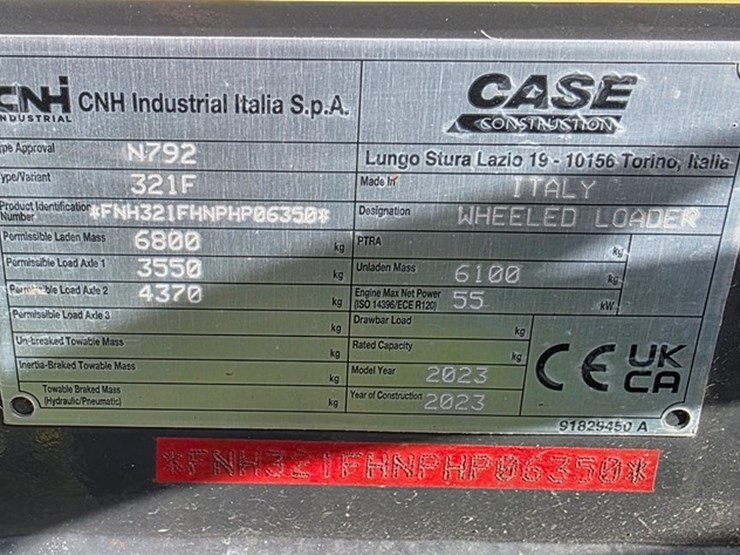 CNH INDUSTRIAL CNH Industrial Italia S.p.A.
CASE
CONSTRUCTION
Type Approval N792
Lungo Stura Lazio 19 - 10156 Torino, Italia
Type/Variant 321F
Made In ITALY
Product Identification Number *FNH321FHNPHP06350*
Designation WHEELED LOADER
Permissible Laden Mass 6800 kg
PTRA kg
Permissible Load Axle 1 3550 kg
Unladen Mass 6100 kg
Permissible Load Axle 2 4370 kg
Engine Max Net Power (ISO 14396/ECE R120) 55 kW
Permissible Load Axle 3 kg
Drawbar Load kg
Un-braked Towable Mass kg
Rated Capacity kg
Inertia-Braked Towable Mass kg
Model Year 2023
Towable Braked Mass (Hydraulic/Pneumatic) kg
Year of Construction 2023
CE UK CA
91829450 A
*FNH321FHNPHP06350*